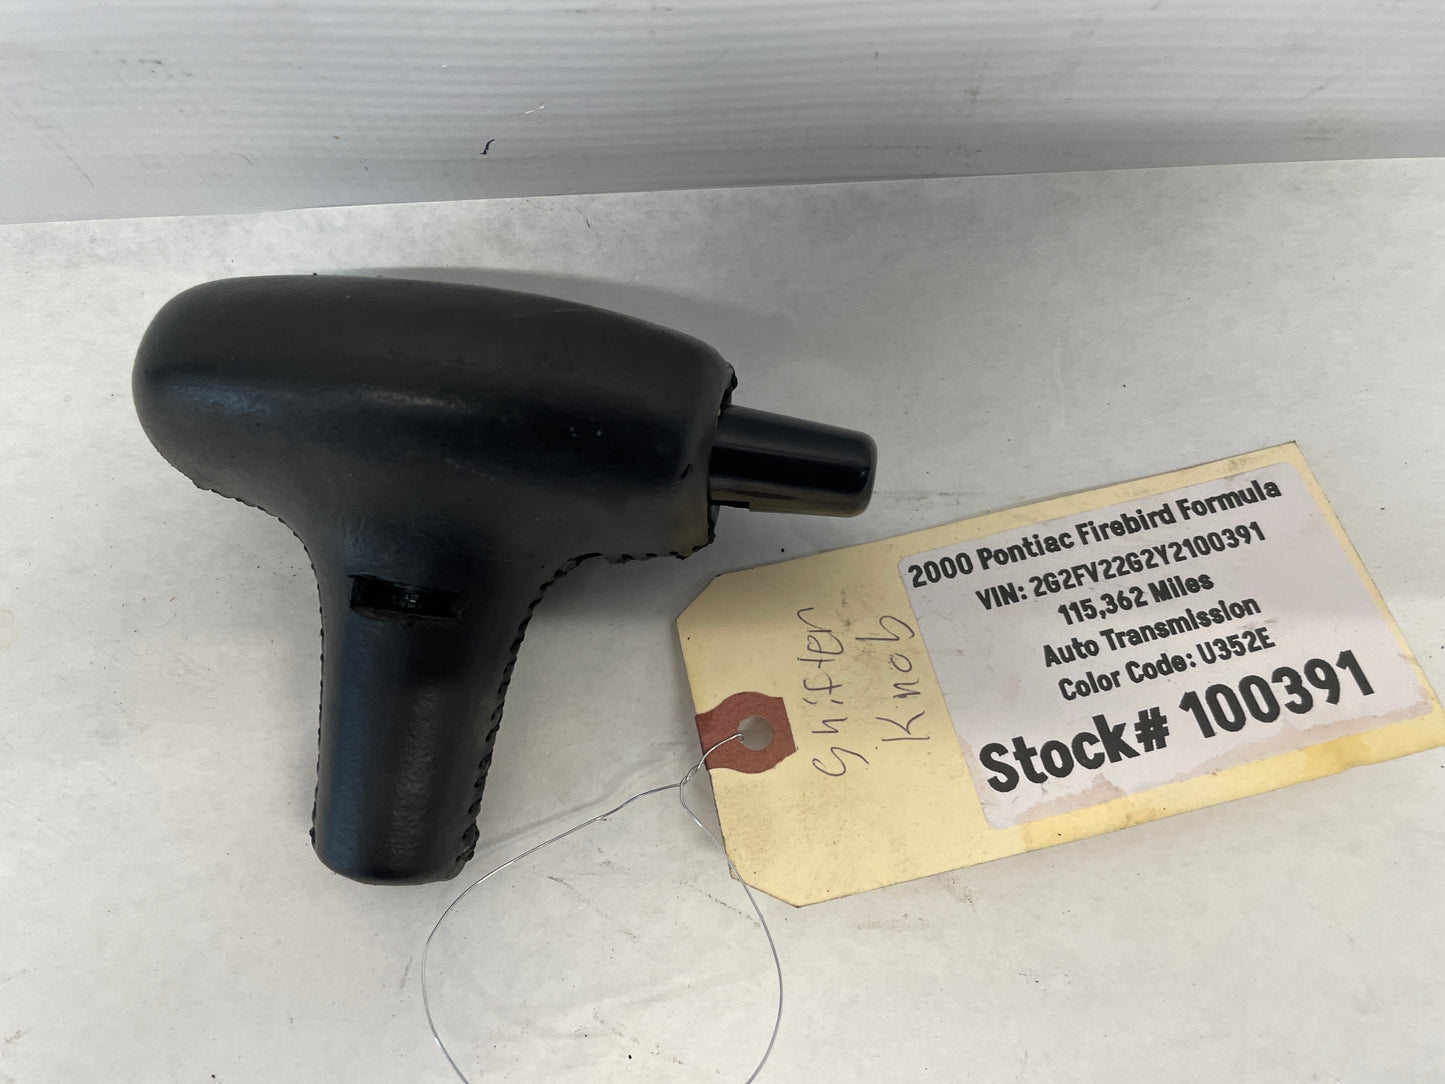 Shifter
Knob
2000 Pontiac Firebird Formula
VIN: 2G2FV22G2Y2100391
115,362 Miles
Auto Transmission
Color Code: U352E
Stock# 100391